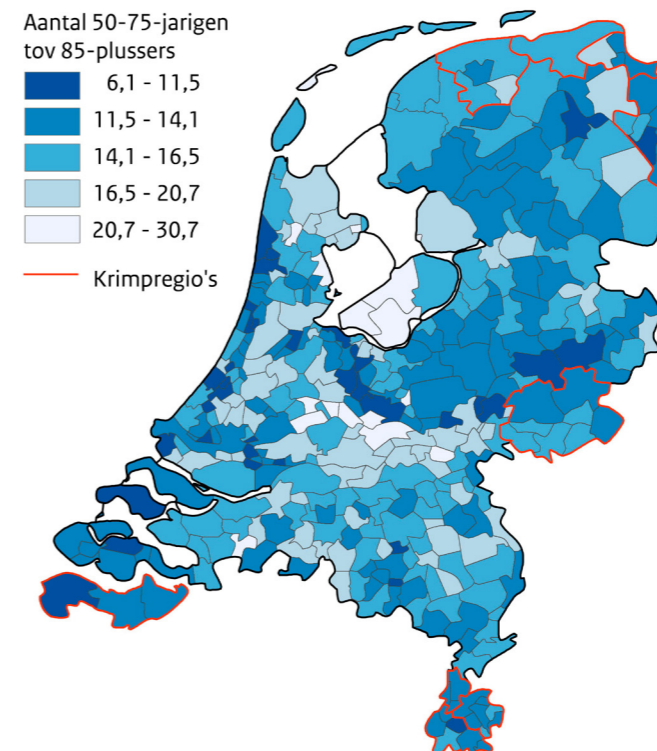 Aantal 50-75-jarigen
tov 85-plussers
6,1 - 11,5
11,5 - 14,1
14,1 - 16,5
16,5 - 20,7
20,7 - 30,7
Krimpregio's